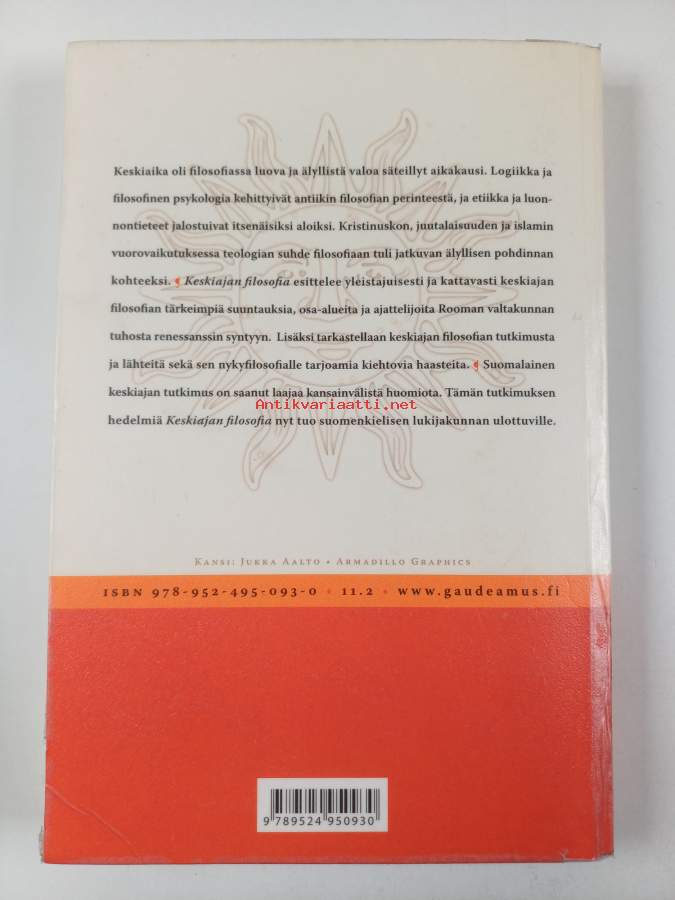 Keskiaika oli filosofiassa luova ja älyllistä valoa säteillyt aikakausi. Logiikka ja
filosofinen psykologia kehittyivät antiikin filosofian perinteestä, ja etiikka ja luon-
nontieteet jalostuivat itsenäisiksi aloiksi. Kristinuskon, juutalaisuuden ja islamin
vuorovaikutuksessa teologian suhde filosofiaan tuli jatkuvan älyllisen pohdinnan
kohteeksi. ¶ Keskiajan filosofia esittelee yleistajuisesti ja kattavasti keskiajan
filosofian tärkeimpiä suuntauksia, osa-alueita ja ajattelijoita Rooman valtakunnan
tuhosta renessanssin syntyyn. Lisäksi tarkastellaan keskiajan filosofian tutkimusta
ja lähteitä sekä sen nykyfilosofialle tarjoamia kiehtovia haasteita. ¶ Suomalainen
keskiajan tutkimus on saanut laajaa kansainvälistä huomiota. Tämän tutkimuksen
Antikvariaatti.net
hedelmiä Keskiajan filosofia nyt tuo suomenkielisen lukijakunnan ulottuville.
Kansi: Jukka Aalto • Armadillo Graphics
ISBN 978-952-495-093-0 • 11.2 • www.gaudeamus.fi
9 789524 950930